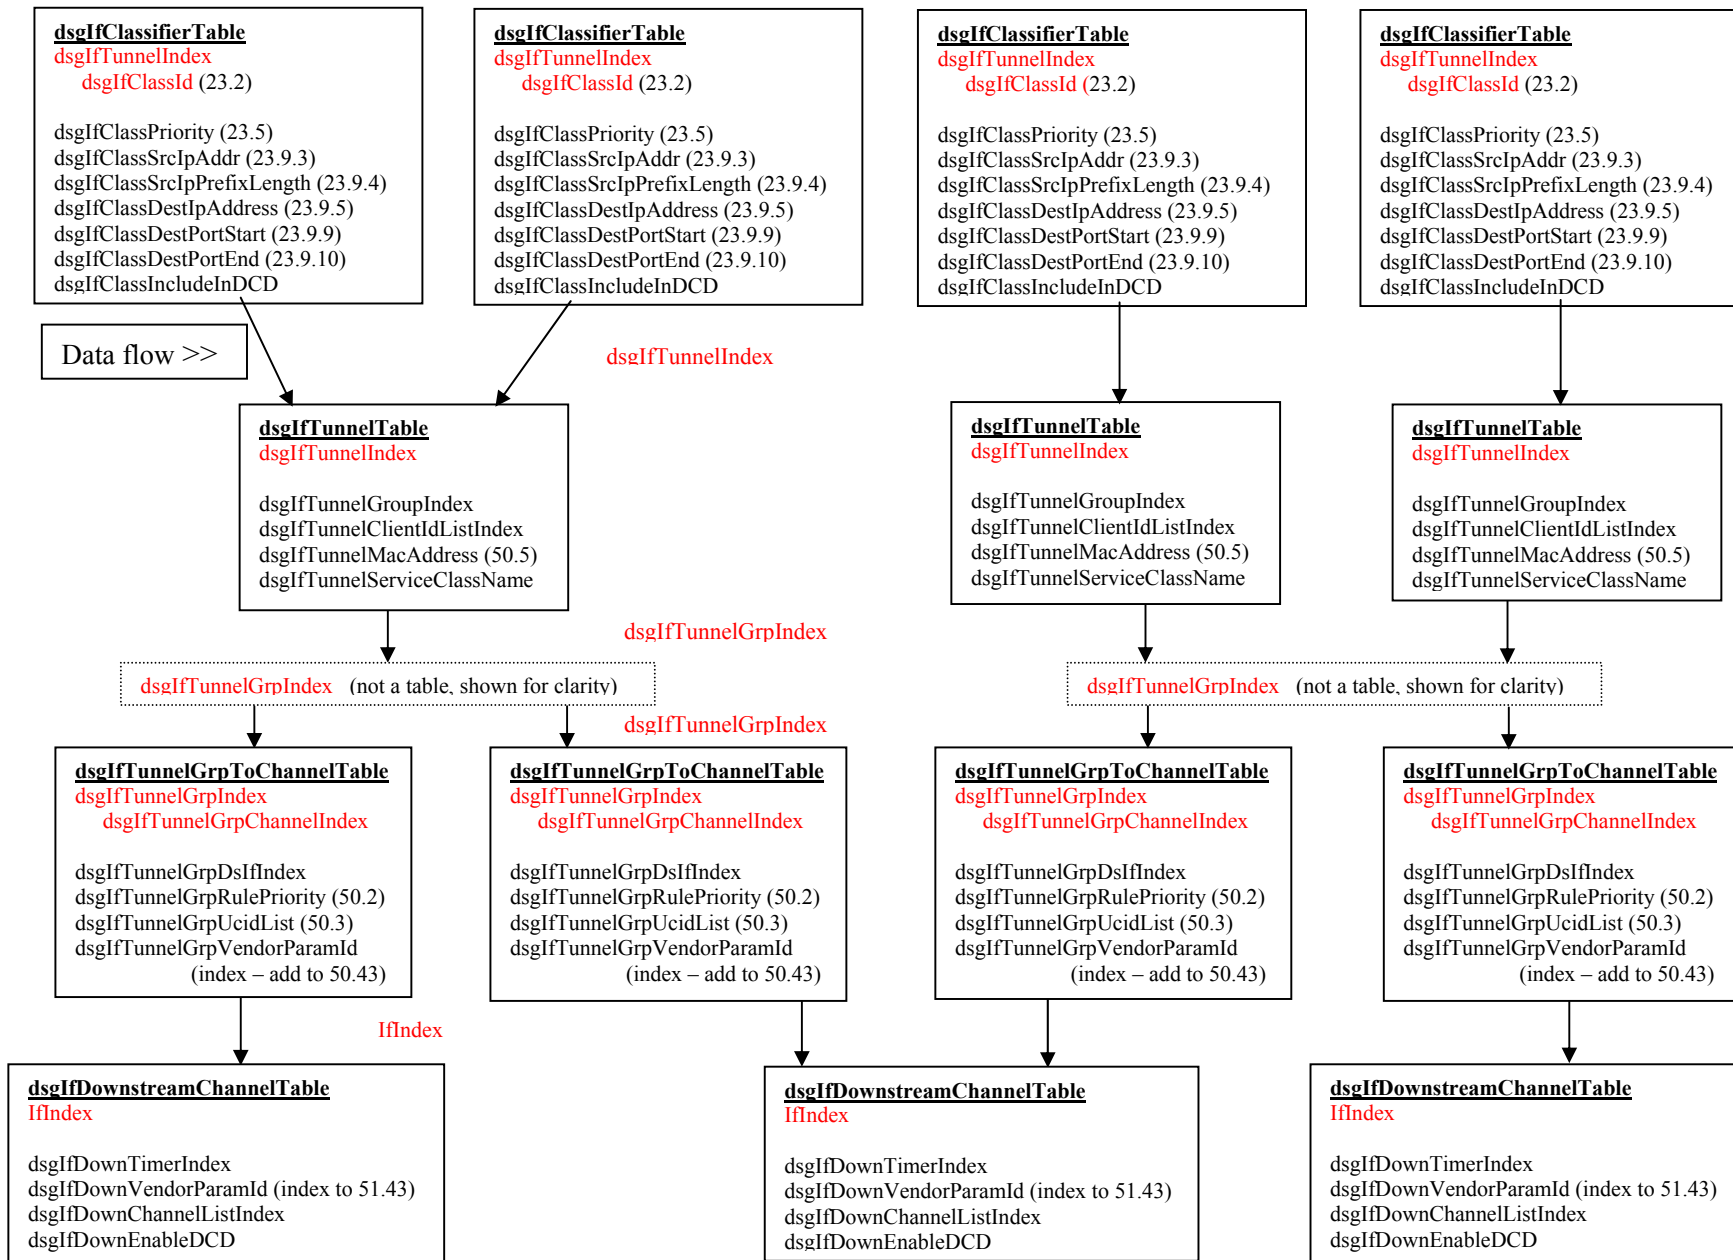 dsgIfClassifierTable
dsgIfTunnelIndex
dsgIfClassId (23.2)
dsgIfClassPriority (23.5)
dsgIfClassSrcIpAddr (23.9.3)
dsgIfClassSrcIpPrefixLength (23.9.4)
dsgIfClassDestIpAddress (23.9.5)
dsgIfClassDestPortStart (23.9.9)
dsgIfClassDestPortEnd (23.9.10)
dsgIfClassIncludeInDCD
dsgIfClassifierTable
dsgIfTunnelIndex
dsgIfClassId (23.2)
dsgIfClassPriority (23.5)
dsgIfClassSrcIpAddr (23.9.3)
dsgIfClassSrcIpPrefixLength (23.9.4)
dsgIfClassDestIpAddress (23.9.5)
dsgIfClassDestPortStart (23.9.9)
dsgIfClassDestPortEnd (23.9.10)
dsgIfClassIncludeInDCD
dsgIfClassifierTable
dsgIfTunnelIndex
dsgIfClassId (23.2)
dsgIfClassPriority (23.5)
dsgIfClassSrcIpAddr (23.9.3)
dsgIfClassSrcIpPrefixLength (23.9.4)
dsgIfClassDestIpAddress (23.9.5)
dsgIfClassDestPortStart (23.9.9)
dsgIfClassDestPortEnd (23.9.10)
dsgIfClassIncludeInDCD
dsgIfClassifierTable
dsgIfTunnelIndex
dsgIfClassId (23.2)
dsgIfClassPriority (23.5)
dsgIfClassSrcIpAddr (23.9.3)
dsgIfClassSrcIpPrefixLength (23.9.4)
dsgIfClassDestIpAddress (23.9.5)
dsgIfClassDestPortStart (23.9.9)
dsgIfClassDestPortEnd (23.9.10)
dsgIfClassIncludeInDCD
Data flow >>
dsgIfTunnelIndex
dsgIfTunnelTable
dsgIfTunnelIndex
dsgIfTunnelGroupIndex
dsgIfTunnelClientIdListIndex
dsgIfTunnelMacAddress (50.5)
dsgIfTunnelServiceClassName
dsgIfTunnelTable
dsgIfTunnelIndex
dsgIfTunnelGroupIndex
dsgIfTunnelClientIdListIndex
dsgIfTunnelMacAddress (50.5)
dsgIfTunnelServiceClassName
dsgIfTunnelTable
dsgIfTunnelIndex
dsgIfTunnelGroupIndex
dsgIfTunnelClientIdListIndex
dsgIfTunnelMacAddress (50.5)
dsgIfTunnelServiceClassName
dsgIfTunnelGrpIndex
dsgIfTunnelGrpIndex (not a table, shown for clarity)
dsgIfTunnelGrpIndex (not a table, shown for clarity)
dsgIfTunnelGrpIndex
dsgIfTunnelGrpToChannelTable
dsgIfTunnelGrpIndex
dsgIfTunnelGrpChannelIndex
dsgIfTunnelGrpDsIfIndex
dsgIfTunnelGrpRulePriority (50.2)
dsgIfTunnelGrpUcidList (50.3)
dsgIfTunnelGrpVendorParamId
(index – add to 50.43)
dsgIfTunnelGrpToChannelTable
dsgIfTunnelGrpIndex
dsgIfTunnelGrpChannelIndex
dsgIfTunnelGrpDsIfIndex
dsgIfTunnelGrpRulePriority (50.2)
dsgIfTunnelGrpUcidList (50.3)
dsgIfTunnelGrpVendorParamId
(index – add to 50.43)
dsgIfTunnelGrpToChannelTable
dsgIfTunnelGrpIndex
dsgIfTunnelGrpChannelIndex
dsgIfTunnelGrpDsIfIndex
dsgIfTunnelGrpRulePriority (50.2)
dsgIfTunnelGrpUcidList (50.3)
dsgIfTunnelGrpVendorParamId
(index – add to 50.43)
dsgIfTunnelGrpToChannelTable
dsgIfTunnelGrpIndex
dsgIfTunnelGrpChannelIndex
dsgIfTunnelGrpDsIfIndex
dsgIfTunnelGrpRulePriority (50.2)
dsgIfTunnelGrpUcidList (50.3)
dsgIfTunnelGrpVendorParamId
(index – add to 50.43)
IfIndex
dsgIfDownstreamChannelTable
IfIndex
dsgIfDownTimerIndex
dsgIfDownVendorParamId (index to 51.43)
dsgIfDownChannelListIndex
dsgIfDownEnableDCD
dsgIfDownstreamChannelTable
IfIndex
dsgIfDownTimerIndex
dsgIfDownVendorParamId (index to 51.43)
dsgIfDownChannelListIndex
dsgIfDownEnableDCD
dsgIfDownstreamChannelTable
IfIndex
dsgIfDownTimerIndex
dsgIfDownVendorParamId (index to 51.43)
dsgIfDownChannelListIndex
dsgIfDownEnableDCD